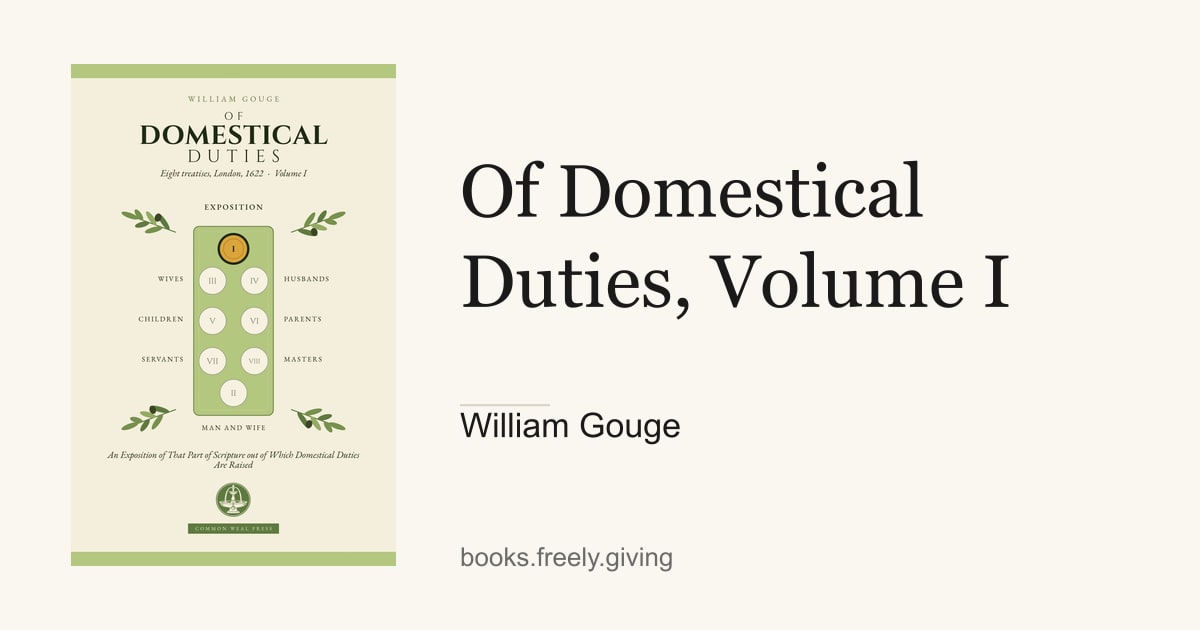 WILLIAM GOUGE
OF
DOMESTICAL
DUTIES
Eight treatises, London, 1622 · Volume I
EXPOSITION
I
WIVES III IV HUSBANDS
CHILDREN V VI PARENTS
SERVANTS VII VIII MASTERS
II
MAN AND WIFE
An Exposition of That Part of Scripture out of Which Domestical Duties
Are Raised
COMMON WEAL PRESS
Of Domestical
Duties, Volume I
William Gouge
books.freely.giving